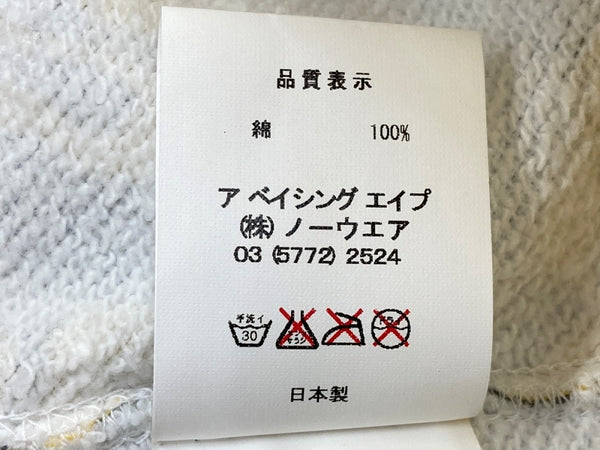 品質表示
綿 100%
ア ベイシング エイプ
(株) ノーウエア
03 (5772) 2524
手洗イ
30
日本製